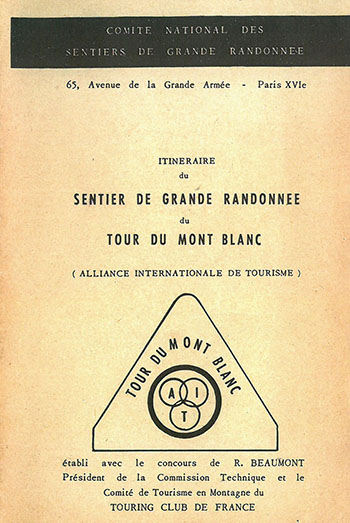 COMITE NATIONAL DES
SENTIERS DE GRANDE RANDONNEE
65, Avenue de la Grande Armée - Paris XVIe
ITINERAIRE
du
SENTIER DE GRANDE RANDONNEE
du
TOUR DU MONT BLANC
( ALLIANCE INTERNATIONALE DE TOURISME )
TOUR DU MONT BLANC
A I
T
établi avec le concours de R. BEAUMONT
Président de la Commission Technique et le
Comité de Tourisme en Montagne du
TOURING CLUB DE FRANCE